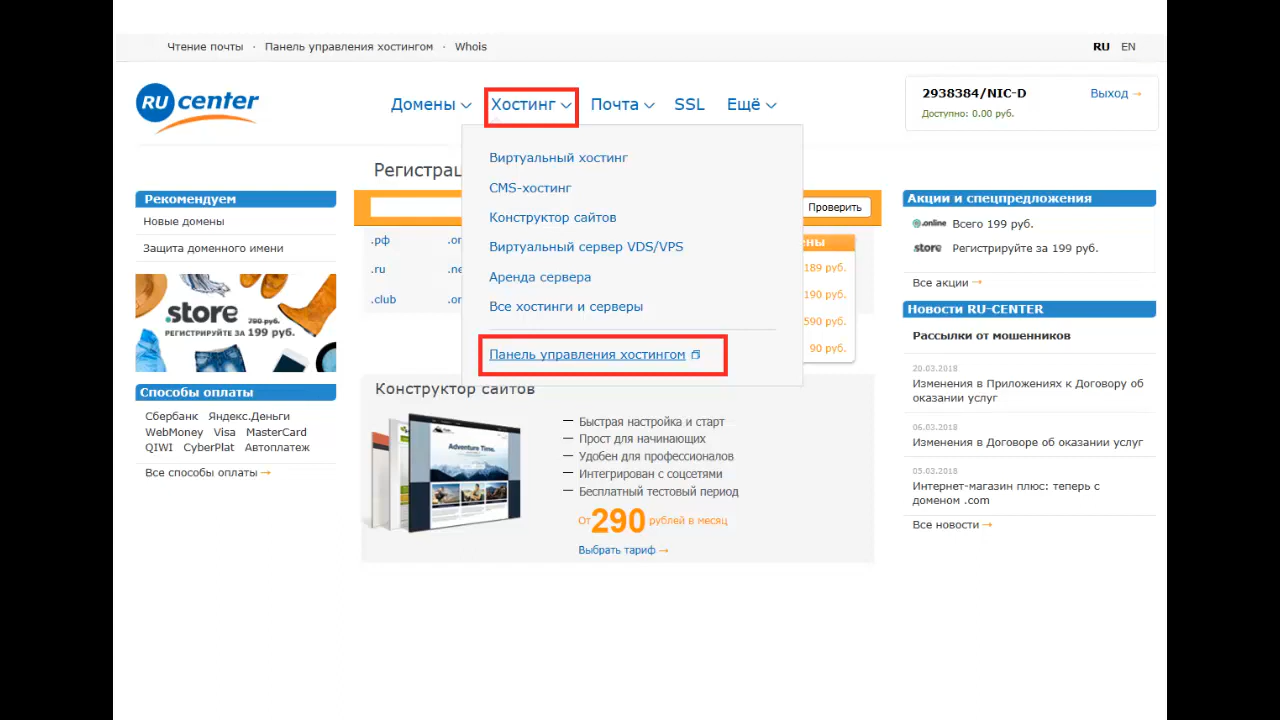 Чтение почты · Панель управления хостингом · Whois
RU EN
RU center
Домены Хостинг Почта SSL Ещё
2938384/NIC-D Выход →
Доступно: 0.00 руб.
Виртуальный хостинг
CMS-хостинг
Конструктор сайтов
Виртуальный сервер VDS/VPS
Аренда сервера
Все хостинги и серверы
Панель управления хостингом
Регистрац
Проверить
.рф
.ru
.club
189 руб.
190 руб.
590 руб.
90 руб.
Рекомендуем
Новые домены
Защита доменного имени
.store 790 руб.
РЕГИСТРИРУЙТЕ ЗА 199 руб.
Способы оплаты
Сбербанк Яндекс.Деньги
WebMoney Visa MasterCard
QIWI CyberPlat Автоплатеж
Все способы оплаты →
Конструктор сайтов
Adventure Time.
— Быстрая настройка и старт
— Прост для начинающих
— Удобен для профессионалов
— Интегрирован с соцсетями
— Бесплатный тестовый период
От 290 рублей в месяц
Выбрать тариф →
Акции и спецпредложения
.online Всего 199 руб.
store Регистрируйте за 199 руб.
Все акции →
Новости RU-CENTER
Рассылки от мошенников
20.03.2018
Изменения в Приложениях к Договору об
оказании услуг
06.03.2018
Изменения в Договоре об оказании услуг
05.03.2018
Интернет-магазин плюс: теперь с
доменом .com
Все новости →